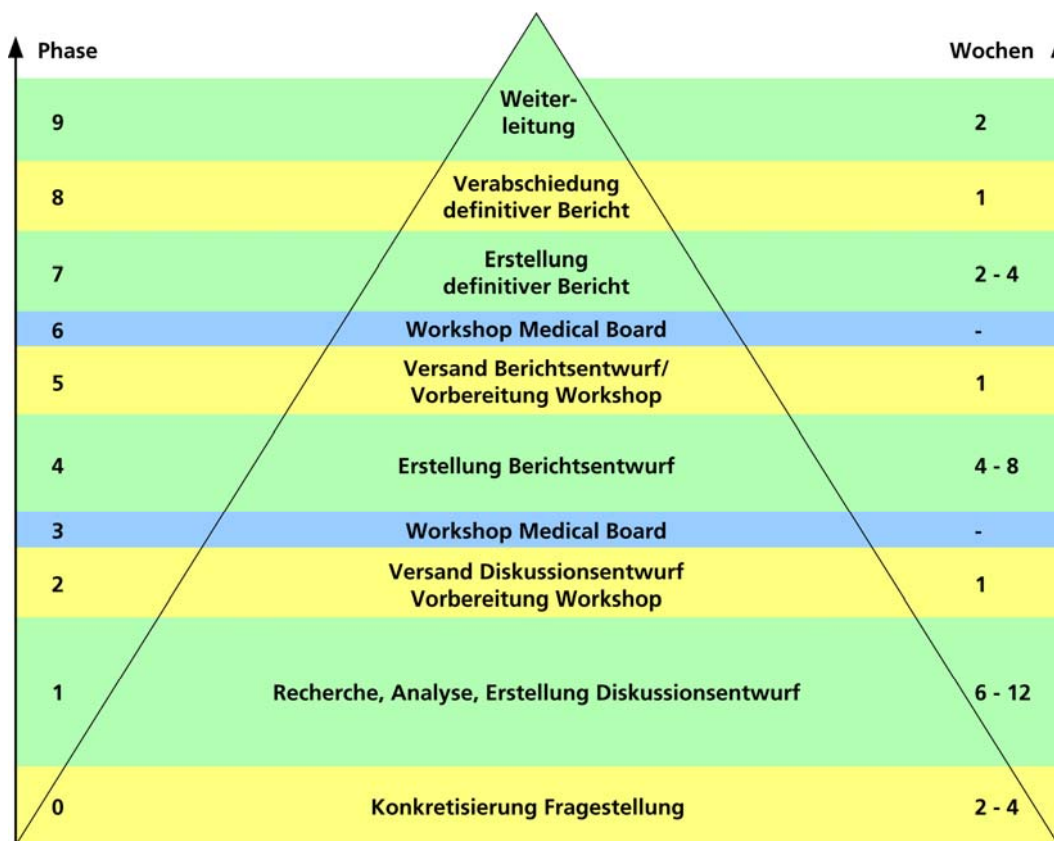 Phase Wochen
9 Weiter- 2
leitung
8 Verabschiedung 1
definitiver Bericht
7 Erstellung 2 - 4
definitiver Bericht
6 Workshop Medical Board -
5 Versand Berichtsentwurf/ 1
Vorbereitung Workshop
4 Erstellung Berichtsentwurf 4 - 8
3 Workshop Medical Board -
2 Versand Diskussionsentwurf 1
Vorbereitung Workshop
1 Recherche, Analyse, Erstellung Diskussionsentwurf 6 - 12
0 Konkretisierung Fragestellung 2 - 4